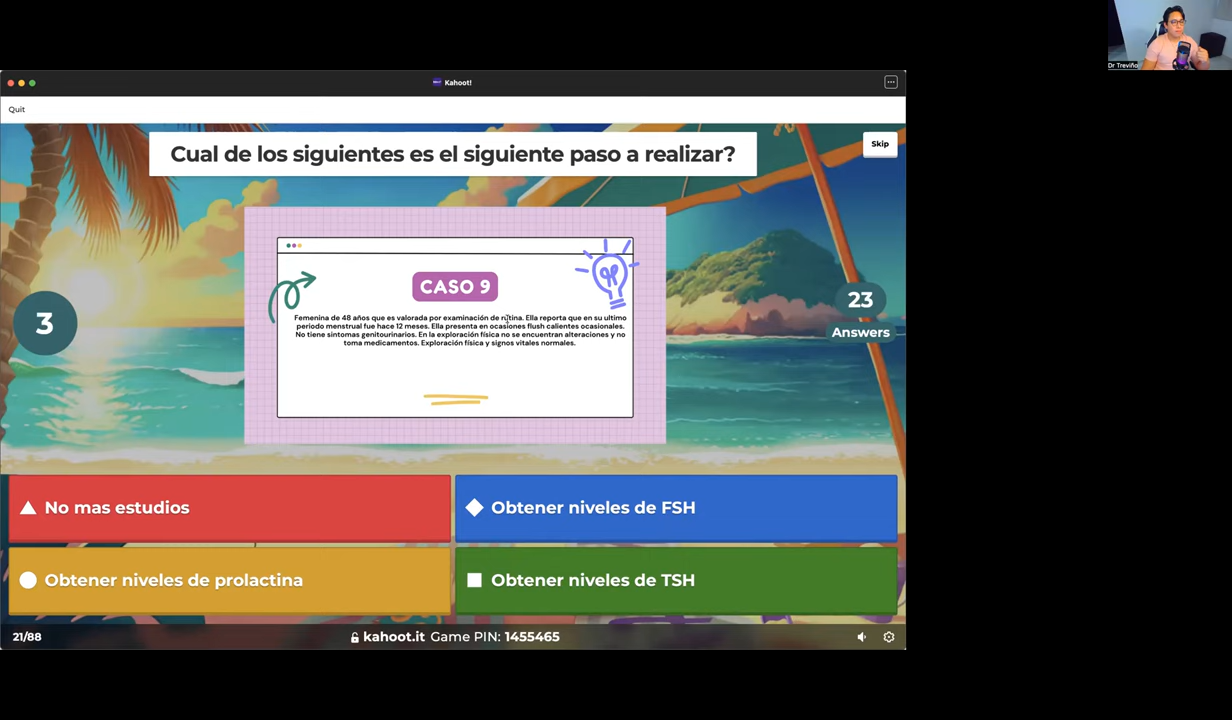 Dr Treviño
Kahoot!
Quit
Cual de los siguientes es el siguiente paso a realizar?
Skip
CASO 9
Femenina de 48 años que es valorada por examinación de rutina. Ella reporta que en su ultimo
periodo menstrual fue hace 12 meses. Ella presenta en ocasiones flush calientes ocasionales.
No tiene sintomas genitourinarios. En la exploración física no se encuentran alteraciones y no
toma medicamentos. Exploración física y signos vitales normales.
3
23
Answers
No mas estudios
Obtener niveles de FSH
Obtener niveles de prolactina
Obtener niveles de TSH
21/88
kahoot.it Game PIN: 1455465